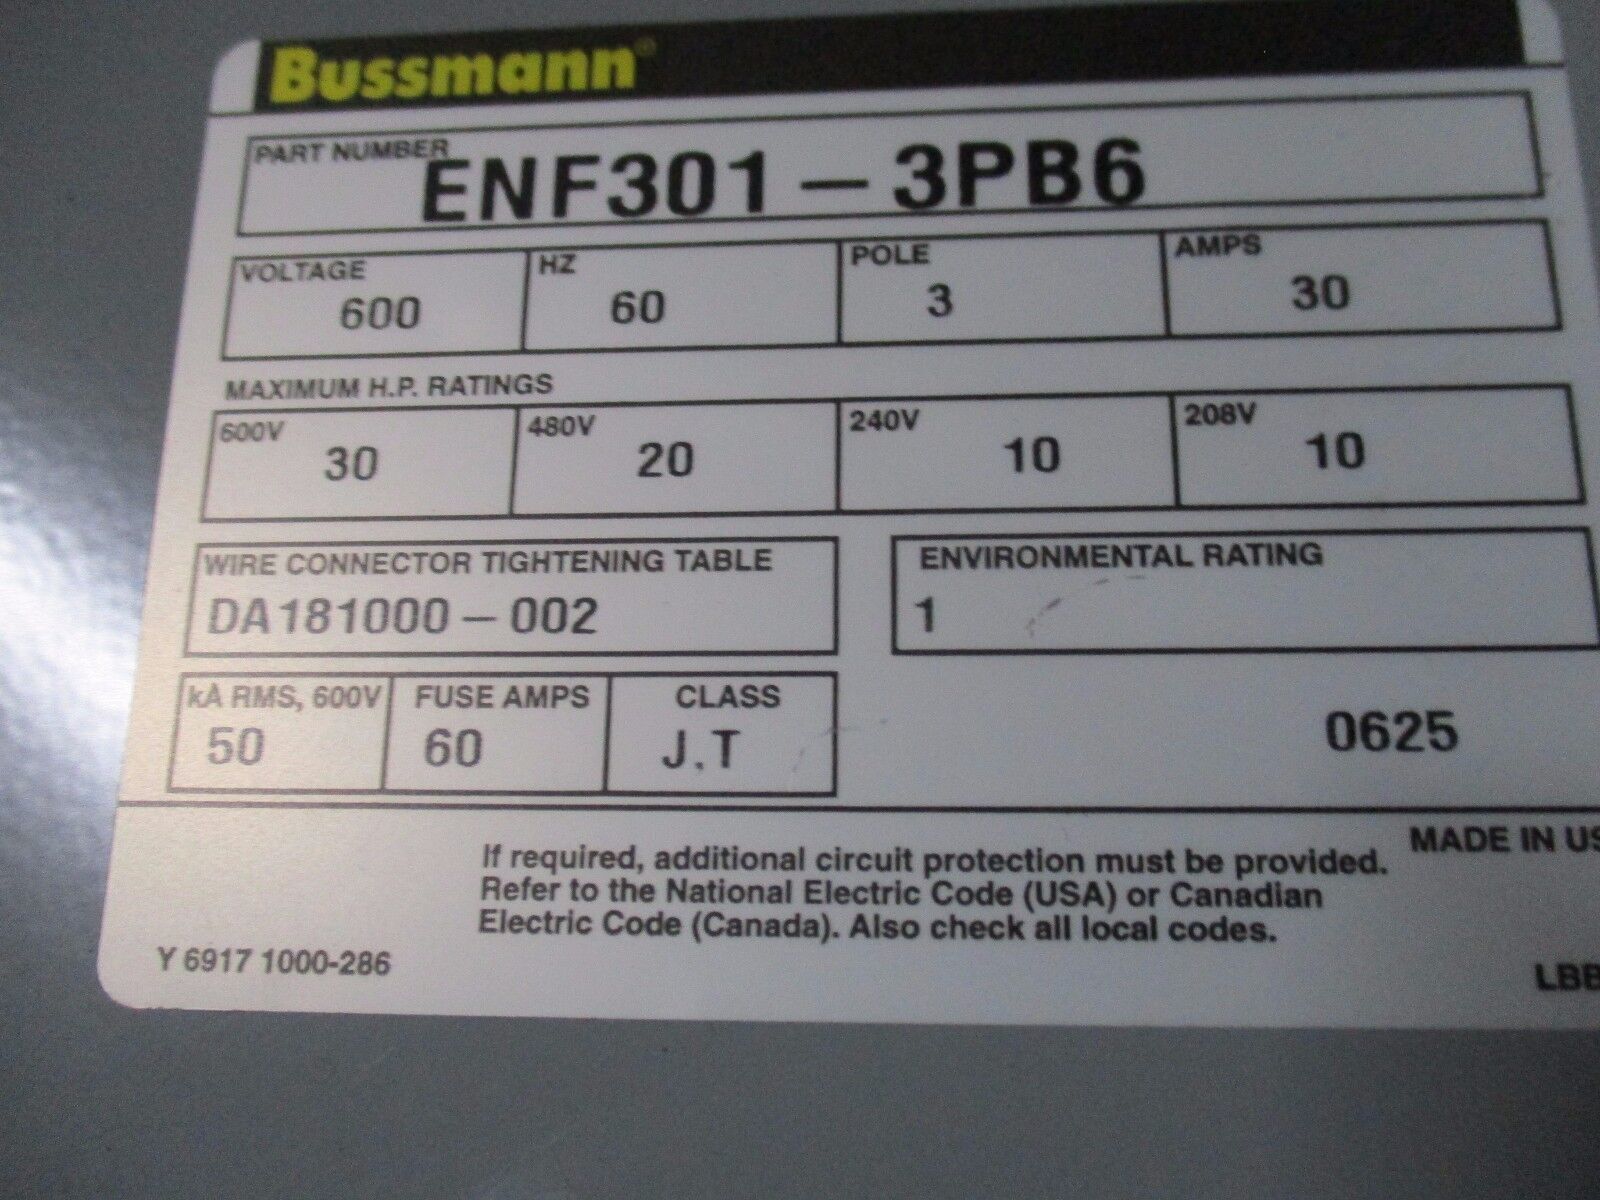 Bussmann®
PART NUMBER
ENF301-3PB6
VOLTAGE HZ POLE AMPS
600 60 3 30
MAXIMUM H.P. RATINGS
600V 480V 240V 208V
30 20 10 10
WIRE CONNECTOR TIGHTENING TABLE
DA181000-002
ENVIRONMENTAL RATING
1
kA RMS, 600V FUSE AMPS CLASS
50 60 J.T
0625
MADE IN US
If required, additional circuit protection must be provided.
Refer to the National Electric Code (USA) or Canadian
Electric Code (Canada). Also check all local codes.
Y 6917 1000-286